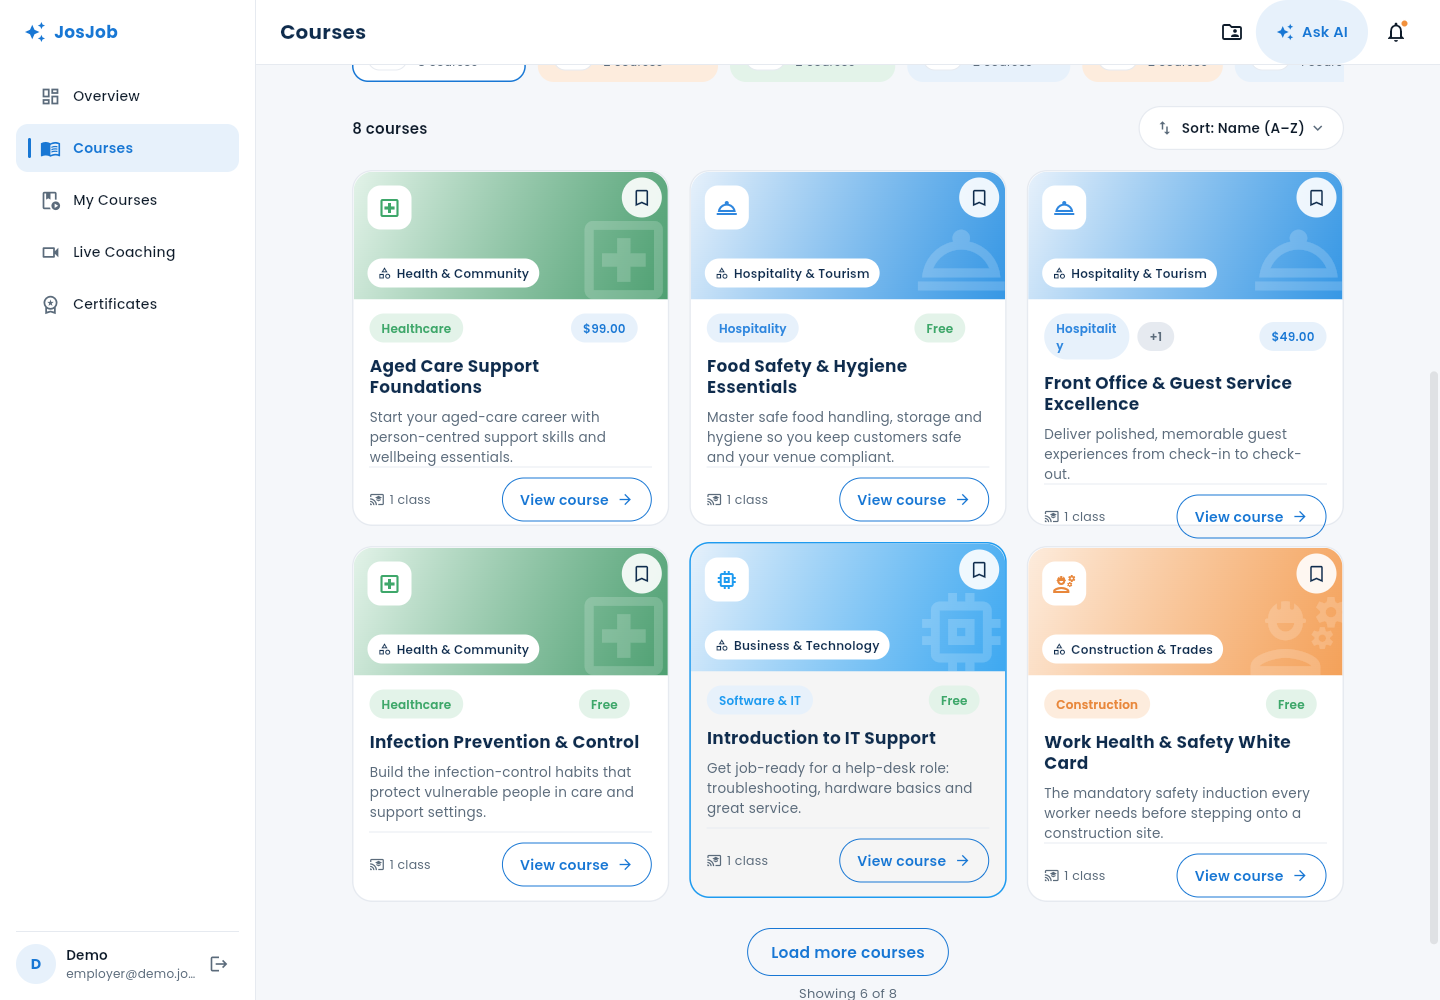 JosJob
Overview
Courses
My Courses
Live Coaching
Certificates
Demo
employer@demo.jo...
D
Courses
Ask AI
8 courses
Sort: Name (A–Z)
Health & Community
Healthcare
$99.00
Aged Care Support
Foundations
Start your aged-care career with
person-centred support skills and
wellbeing essentials.
1 class
View course
Hospitality & Tourism
Hospitality
Free
Food Safety & Hygiene
Essentials
Master safe food handling, storage and
hygiene so you keep customers safe
and your venue compliant.
1 class
View course
Hospitality & Tourism
Hospitalit
y
+1
$49.00
Front Office & Guest Service
Excellence
Deliver polished, memorable guest
experiences from check-in to check-
out.
1 class
View course
Health & Community
Healthcare
Free
Infection Prevention & Control
Build the infection-control habits that
protect vulnerable people in care and
support settings.
1 class
View course
Business & Technology
Software & IT
Free
Introduction to IT Support
Get job-ready for a help-desk role:
troubleshooting, hardware basics and
great service.
1 class
View course
Construction & Trades
Construction
Free
Work Health & Safety White
Card
The mandatory safety induction every
worker needs before stepping onto a
construction site.
1 class
View course
Load more courses
Showing 6 of 8